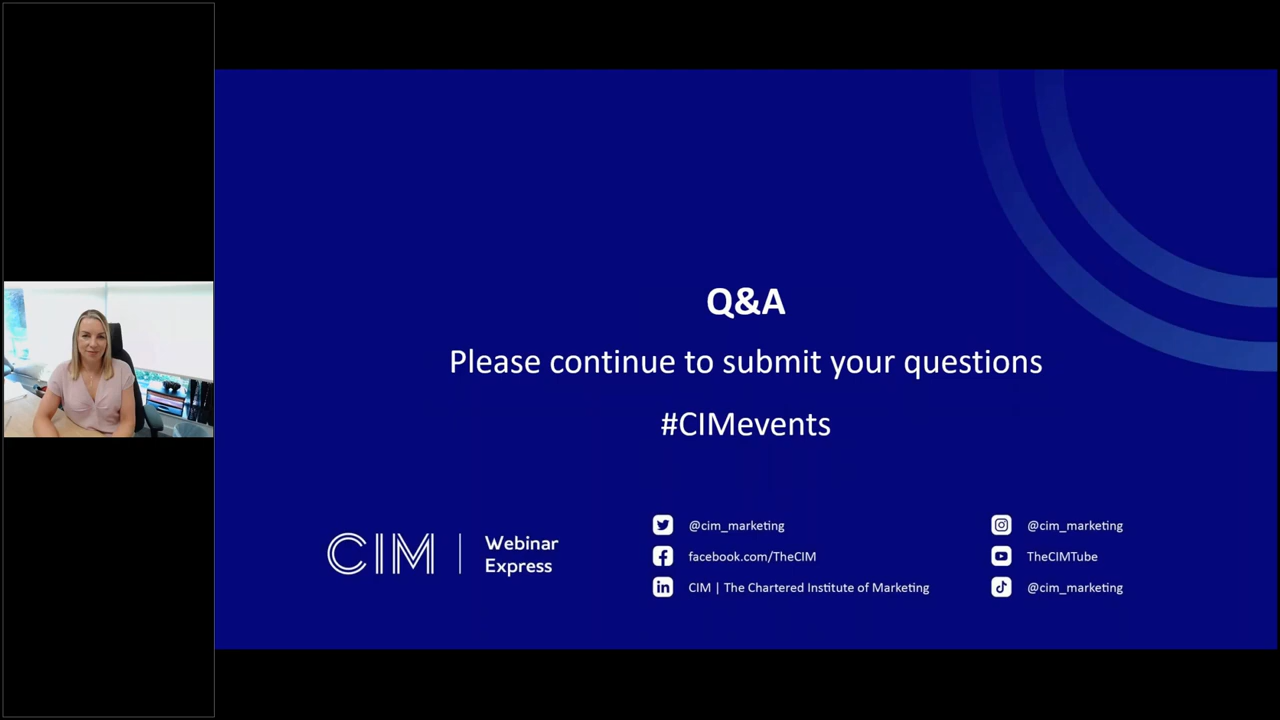 Q&A
Please continue to submit your questions
#CIMevents
CIM | Webinar Express
@cim_marketing
facebook.com/TheCIM
CIM | The Chartered Institute of Marketing
@cim_marketing
TheCIMTube
@cim_marketing